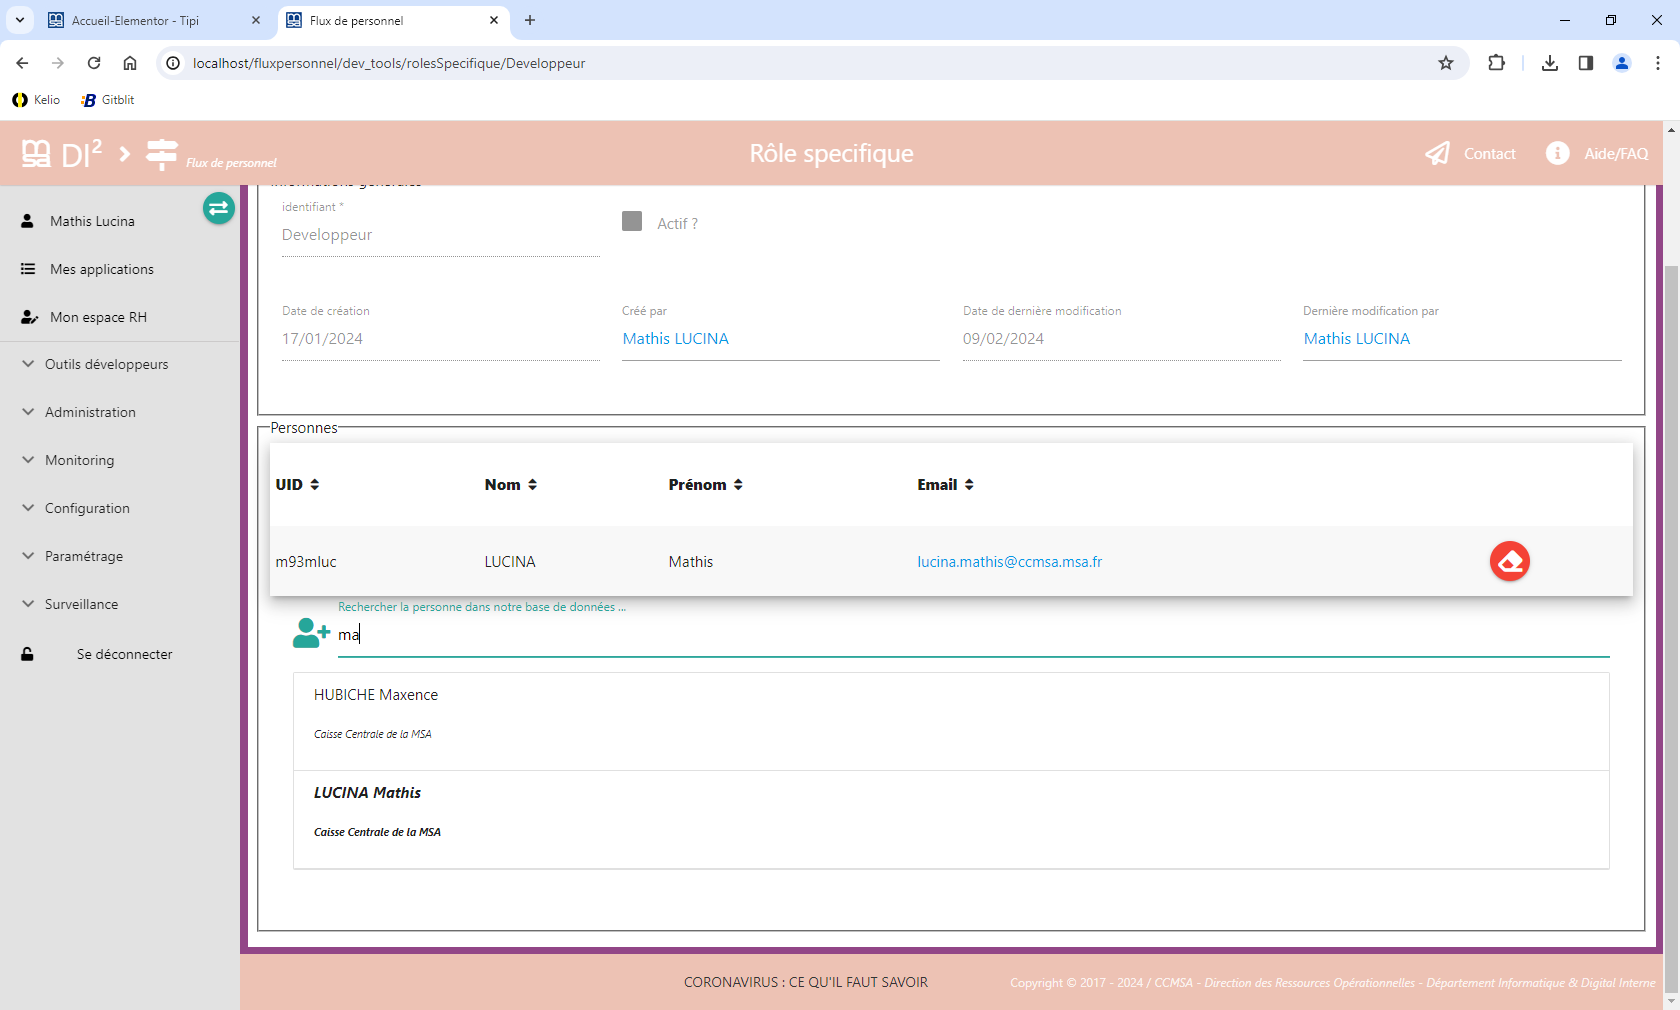 Accueil-Elementor - Tipi
Flux de personnel
localhost/fluxpersonnel/dev_tools/rolesSpecifique/Developpeur
Kelio
Gitblit
msa DI²
Flux de personnel
Rôle specifique
Contact
Aide/FAQ
Mathis Lucina
Mes applications
Mon espace RH
Outils développeurs
Administration
Monitoring
Configuration
Paramétrage
Surveillance
Se déconnecter
Informations générales
identifiant *
Developpeur
Actif ?
Date de création
17/01/2024
Créé par
Mathis LUCINA
Date de dernière modification
09/02/2024
Dernière modification par
Mathis LUCINA
Personnes
UID Nom Prénom Email
m93mluc LUCINA Mathis lucina.mathis@ccmsa.msa.fr
Rechercher la personne dans notre base de données ...
ma
HUBICHE Maxence
Caisse Centrale de la MSA
LUCINA Mathis
Caisse Centrale de la MSA
CORONAVIRUS : CE QU'IL FAUT SAVOIR
Copyright © 2017 - 2024 / CCMSA - Direction des Ressources Opérationnelles - Département Informatique & Digital Interne